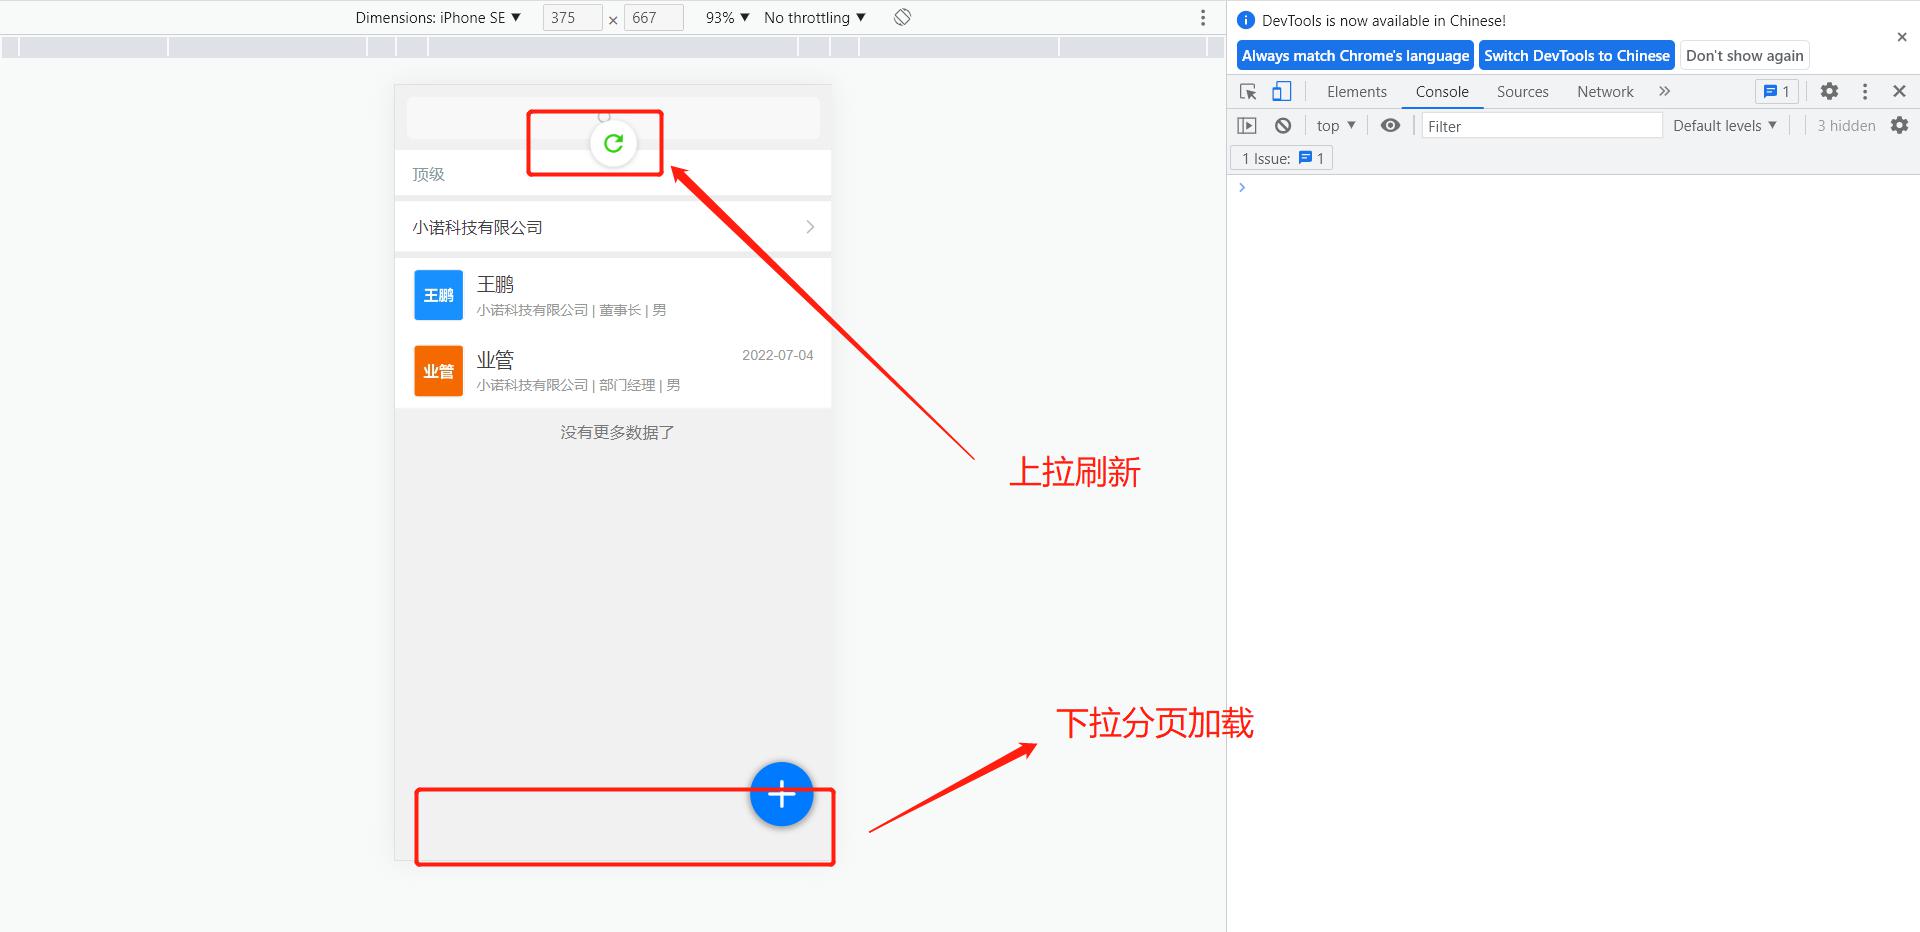 Dimensions: iPhone SE ▼ 375 × 667 93% ▼ No throttling ▼
DevTools is now available in Chinese!
Always match Chrome's language Switch DevTools to Chinese Don't show again
Elements Console Sources Network 1
top ▼ Filter Default levels ▼ 3 hidden
1 Issue: 1
顶级
小诺科技有限公司
王鹏
王鹏
小诺科技有限公司 | 董事长 | 男
业管
业管
2022-07-04
小诺科技有限公司 | 部门经理 | 男
没有更多数据了
上拉刷新
下拉分页加载